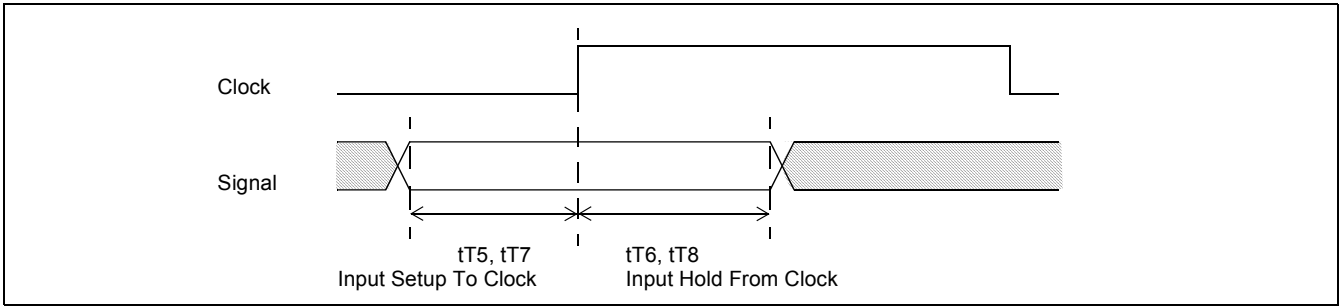 Clock
Signal
tT5, tT7
Input Setup To Clock
tT6, tT8
Input Hold From Clock